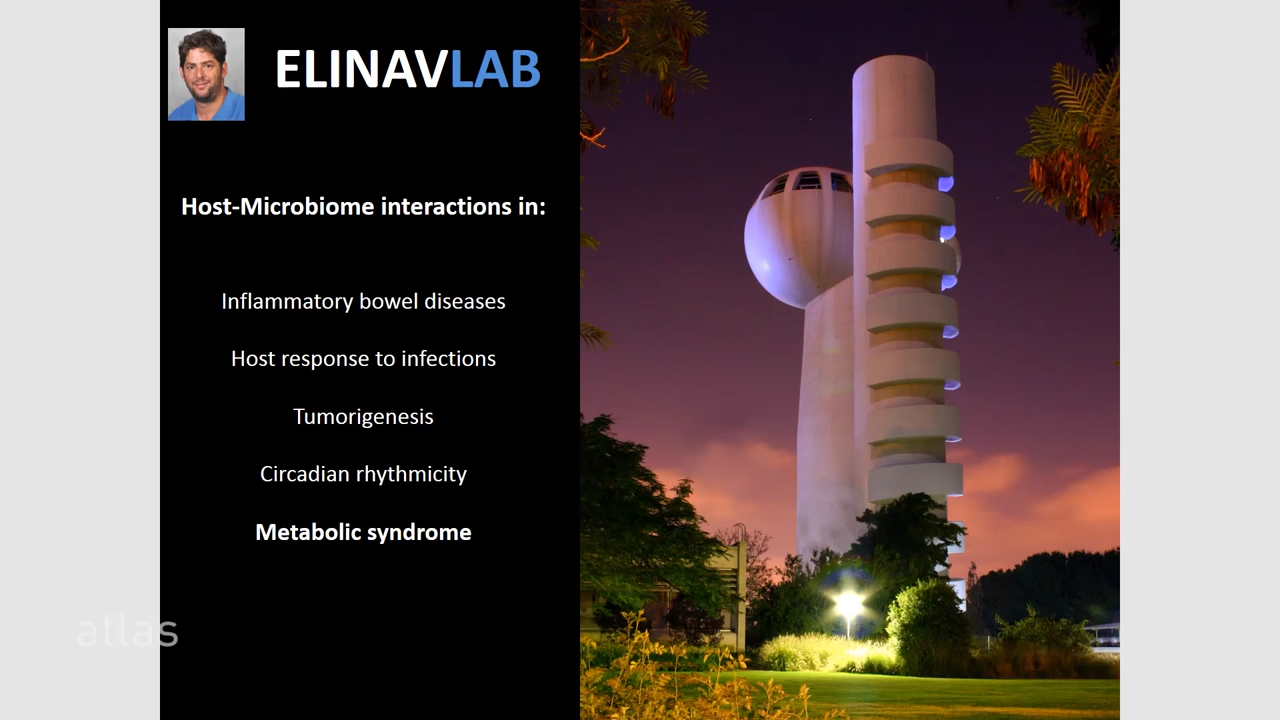 ELINAVLAB
Host-Microbiome interactions in:
Inflammatory bowel diseases
Host response to infections
Tumorigenesis
Circadian rhythmicity
Metabolic syndrome
atlas